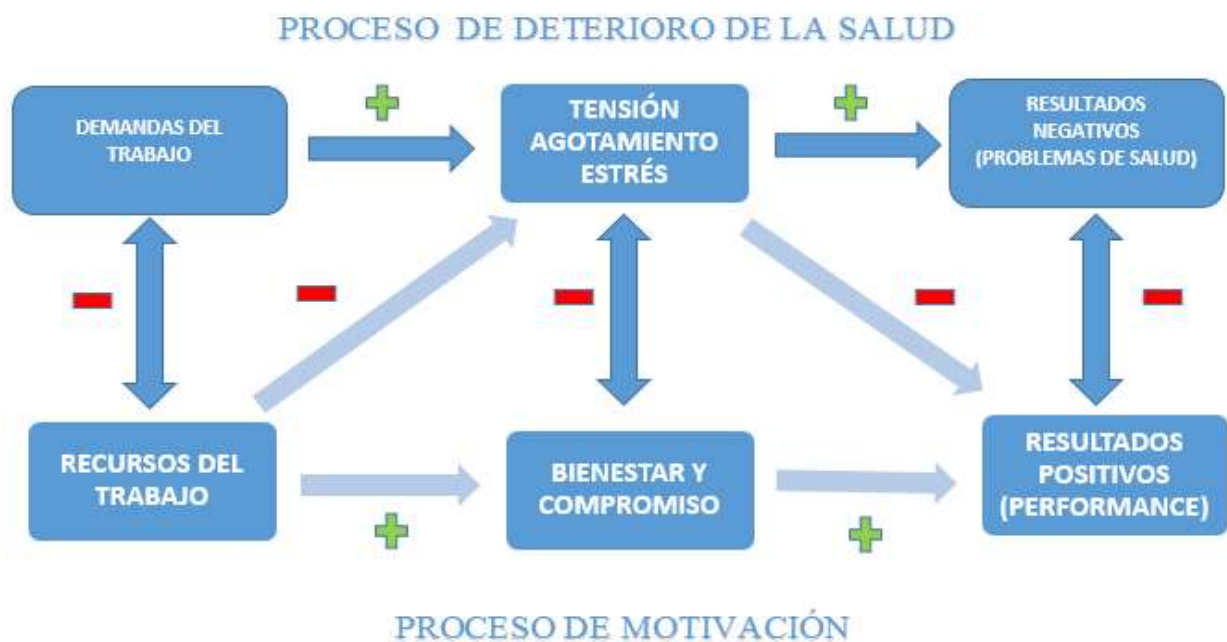 PROCESO DE DETERIORO DE LA SALUD
DEMANDAS DEL
TRABAJO
TENSIÓN
AGOTAMIENTO
ESTRÉS
RESULTADOS
NEGATIVOS
(PROBLEMAS DE SALUD)
RECURSOS DEL
TRABAJO
BIENESTAR Y
COMPROMISO
RESULTADOS
POSITIVOS
(PERFORMANCE)
PROCESO DE MOTIVACIÓN